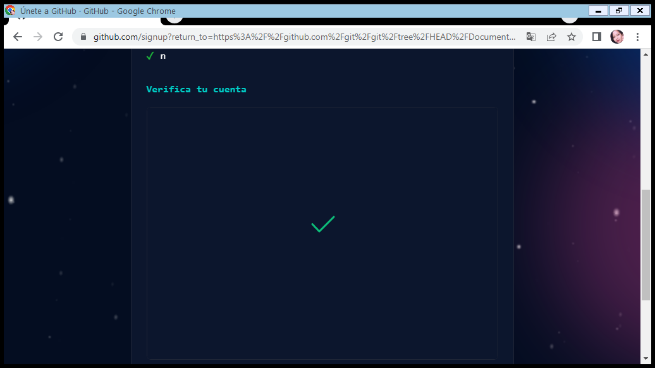 Únete a GitHub · GitHub - Google Chrome
github.com/signup?return_to=https%3A%2F%2Fgithub.com%2Fgit%2Fgit%2Ftree%2FHEAD%2FDocument...
n
Verifica tu cuenta